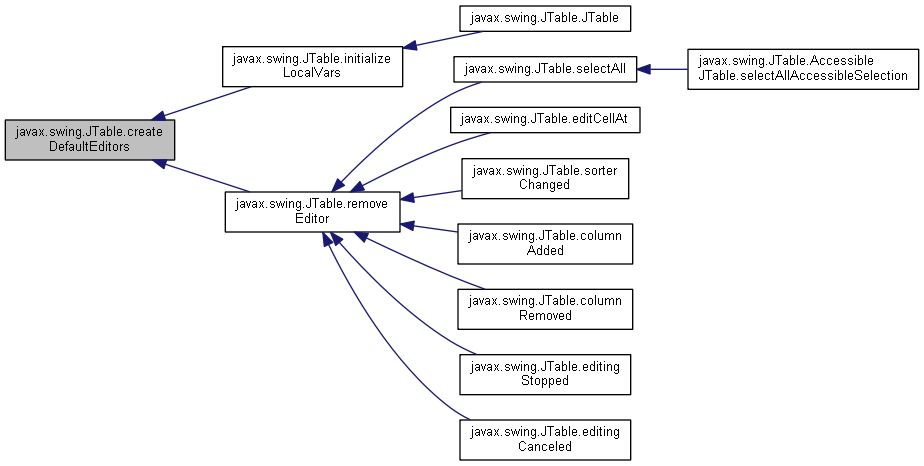 javax.swing.JTable.create
DefaultEditors
javax.swing.JTable.initialize
LocalVars
javax.swing.JTable.JTable
javax.swing.JTable.remove
Editor
javax.swing.JTable.selectAll
javax.swing.JTable.Accessible
JTable.selectAllAccessibleSelection
javax.swing.JTable.editCellAt
javax.swing.JTable.sorter
Changed
javax.swing.JTable.column
Added
javax.swing.JTable.column
Removed
javax.swing.JTable.editing
Stopped
javax.swing.JTable.editing
Canceled